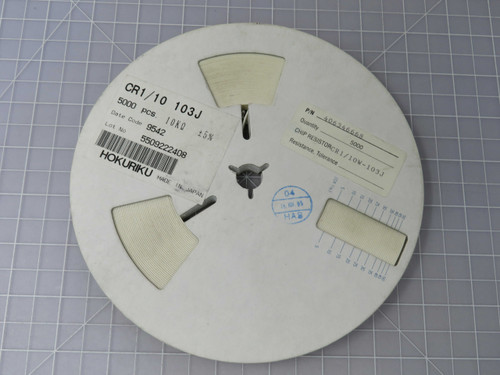 CR1/10 103J
5000 pcs. 10KΩ ±5%
Date Code 9542
Lot No 5509222408
HOKURIKU
MADE IN JAPAN
P/N
Quantity 5000
CHIP RESISTOR CR1/10W-103J
Resistance, Tolerance
04